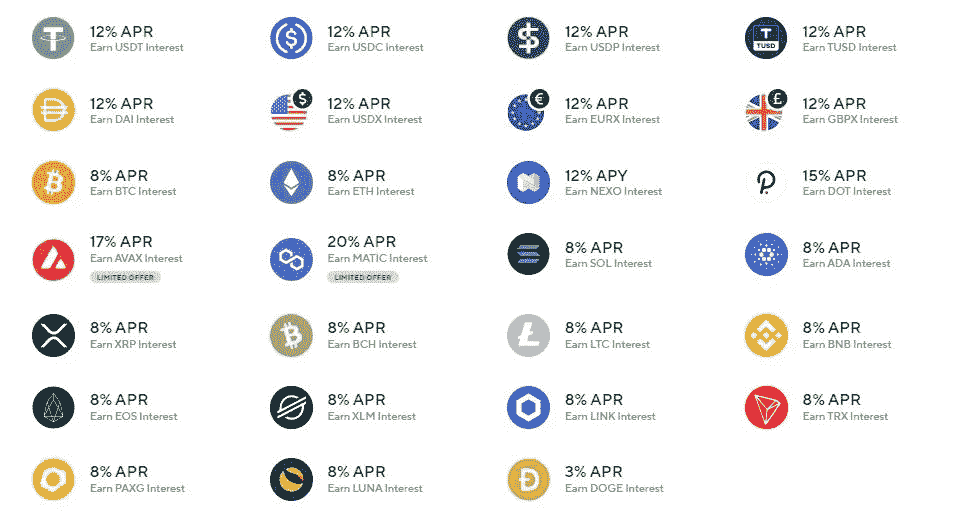 12% APR
Earn USDT Interest
12% APR
Earn USDC Interest
12% APR
Earn USDP Interest
12% APR
Earn TUSD Interest
T
TUSD
12% APR
Earn DAI Interest
12% APR
Earn USDX Interest
12% APR
Earn EURX Interest
12% APR
Earn GBPX Interest
8% APR
Earn BTC Interest
8% APR
Earn ETH Interest
12% APY
Earn NEXO Interest
15% APR
Earn DOT Interest
17% APR
Earn AVAX Interest
LIMITED OFFER
20% APR
Earn MATIC Interest
LIMITED OFFER
8% APR
Earn SOL Interest
8% APR
Earn ADA Interest
8% APR
Earn XRP Interest
8% APR
Earn BCH Interest
8% APR
Earn LTC Interest
8% APR
Earn BNB Interest
8% APR
Earn EOS Interest
8% APR
Earn XLM Interest
8% APR
Earn LINK Interest
8% APR
Earn TRX Interest
8% APR
Earn PAXG Interest
8% APR
Earn LUNA Interest
3% APR
Earn DOGE Interest